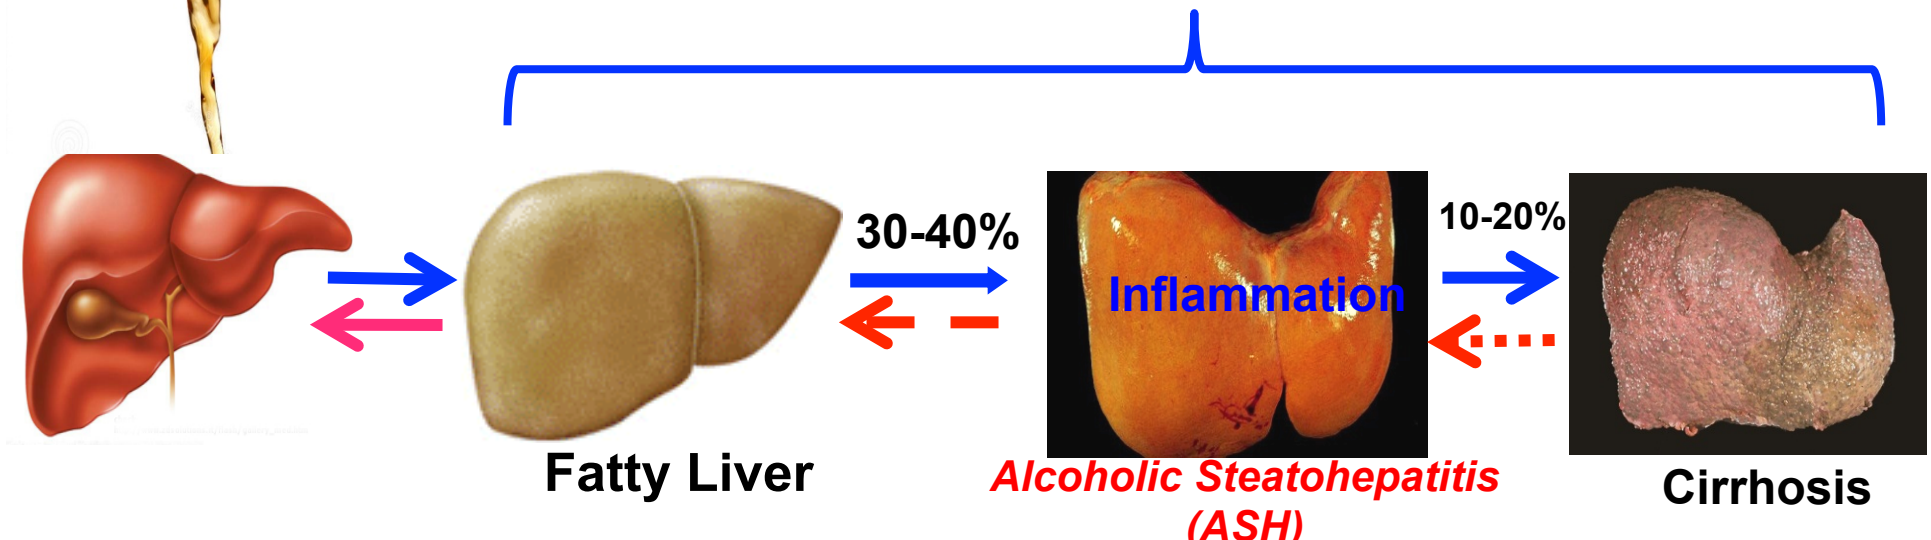 30-40%
10-20%
Inflammation
Fatty Liver
Alcoholic Steatohepatitis
(ASH)
Cirrhosis